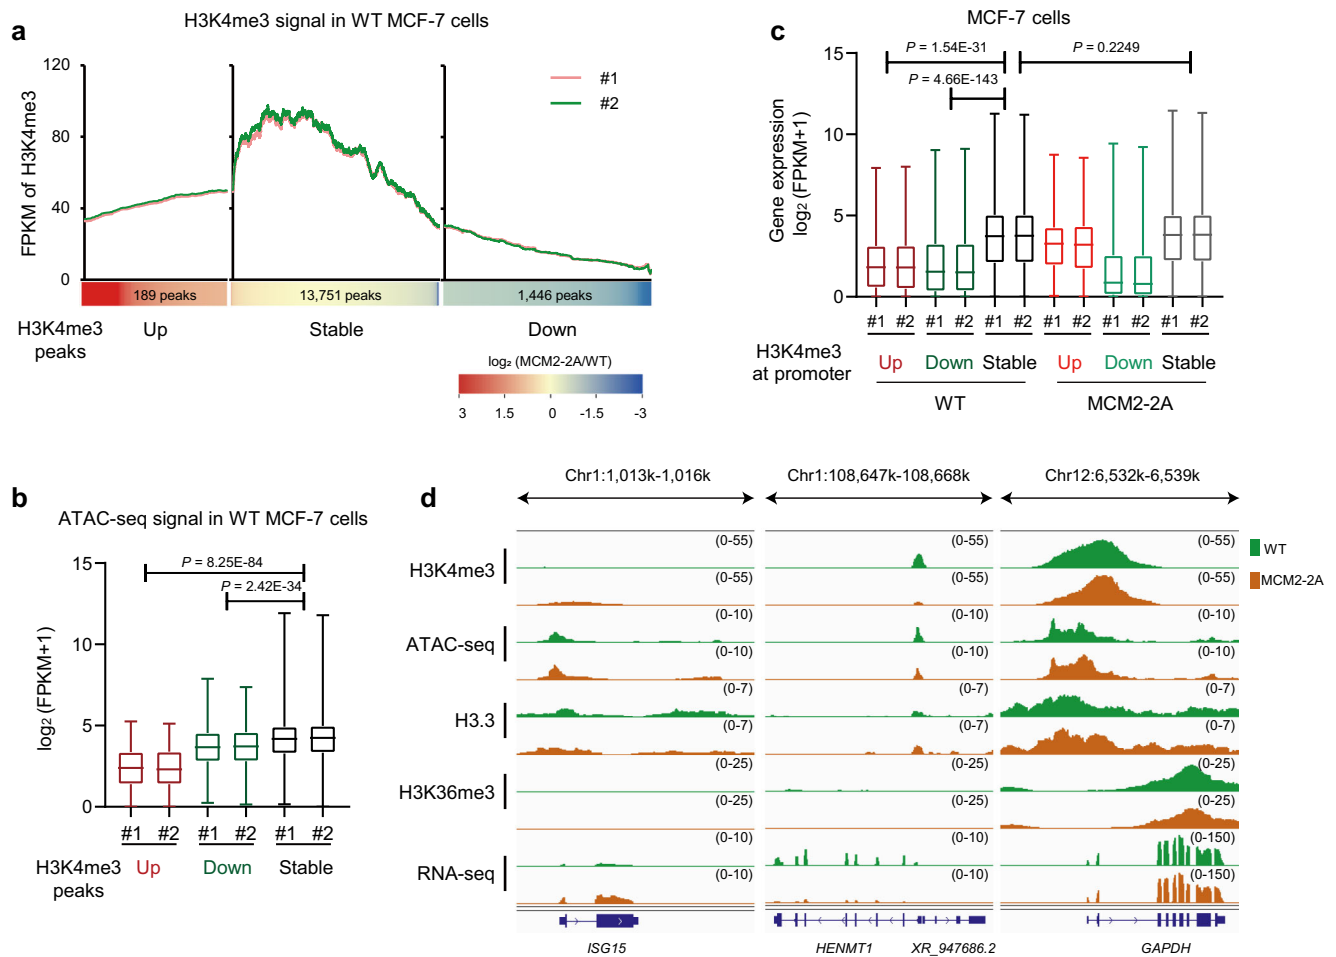 a
H3K4me3 signal in WT MCF-7 cells
FPKM of H3K4me3
120
80
40
0
#1
#2
189 peaks
13,751 peaks
1,446 peaks
H3K4me3
peaks
Up
Stable
Down
log₂ (MCM2-2A/WT)
3 1.5 0 -1.5 -3
b
ATAC-seq signal in WT MCF-7 cells
log₂ (FPKM+1)
15
10
5
0
P = 8.25E-84
P = 2.42E-34
#1 #2 #1 #2 #1 #2
H3K4me3
peaks
Up Down Stable
c
MCF-7 cells
Gene expression
log₂ (FPKM+1)
15
10
5
0
P = 1.54E-31
P = 0.2249
P = 4.66E-143
#1 #2 #1 #2 #1 #2 #1 #2 #1 #2 #1 #2
H3K4me3
at promoter
Up Down Stable Up Down Stable
WT MCM2-2A
d
Chr1:1,013k-1,016k Chr1:108,647k-108,668k Chr12:6,532k-6,539k
WT
MCM2-2A
H3K4me3
(0-55) (0-55) (0-55)
(0-55) (0-55) (0-55)
ATAC-seq
(0-10) (0-10) (0-10)
(0-10) (0-10) (0-10)
H3.3
(0-7) (0-7) (0-7)
(0-7) (0-7) (0-7)
H3K36me3
(0-25) (0-25) (0-25)
(0-25) (0-25) (0-25)
RNA-seq
(0-10) (0-10) (0-150)
(0-10) (0-10) (0-150)
ISG15 HENMT1 XR_947686.2 GAPDH